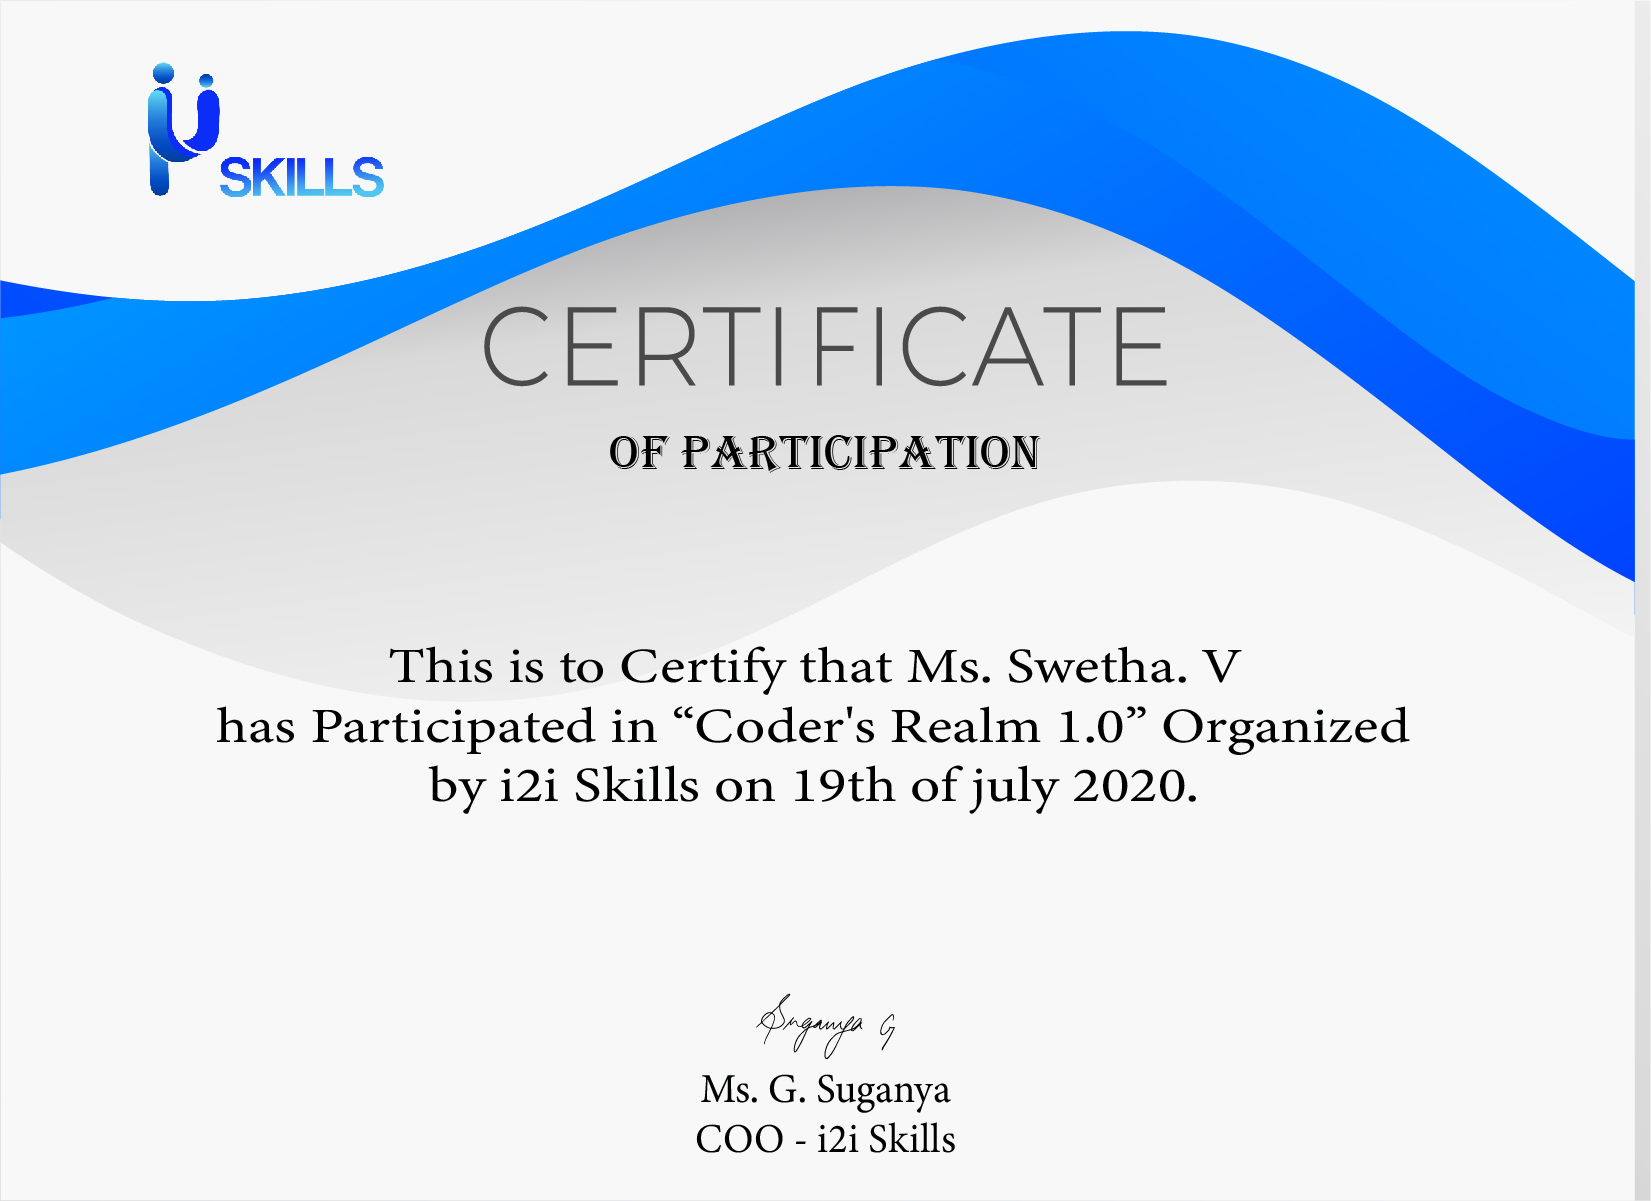 SKILLS
CERTIFICATE
OF PARTICIPATION
This is to Certify that Ms. Swetha. V
has Participated in “Coder's Realm 1.0” Organized
by i2i Skills on 19th of july 2020.
Suganya G
Ms. G. Suganya
COO - i2i Skills